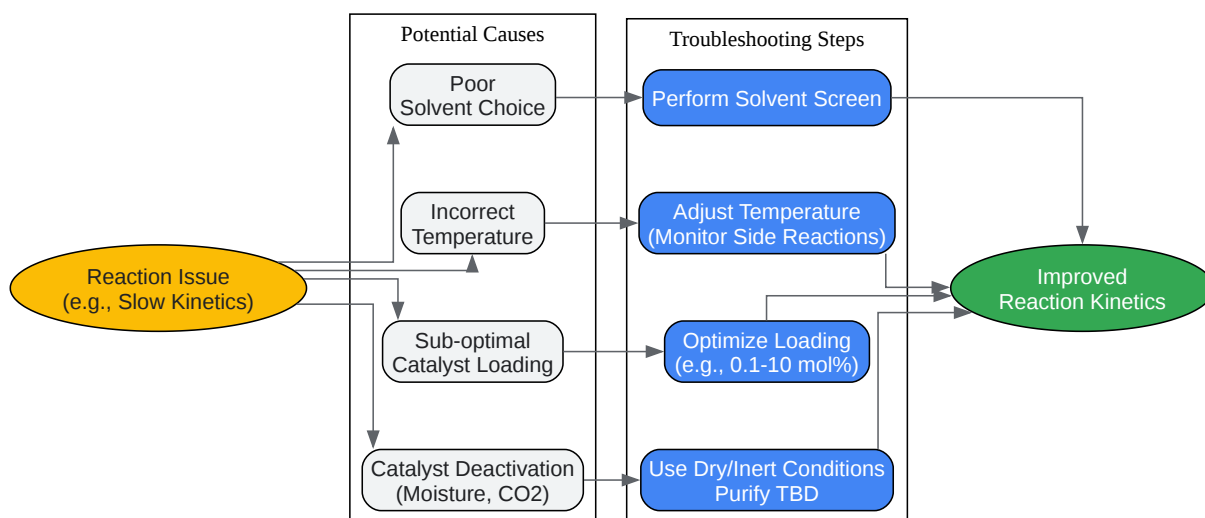 Potential Causes
Troubleshooting Steps
Poor
Solvent Choice
Perform Solvent Screen
Incorrect
Temperature
Adjust Temperature
(Monitor Side Reactions)
Reaction Issue
(e.g., Slow Kinetics)
Improved
Reaction Kinetics
Sub-optimal
Catalyst Loading
Optimize Loading
(e.g., 0.1-10 mol%)
Catalyst Deactivation
(Moisture, CO2)
Use Dry/Inert Conditions
Purify TBD